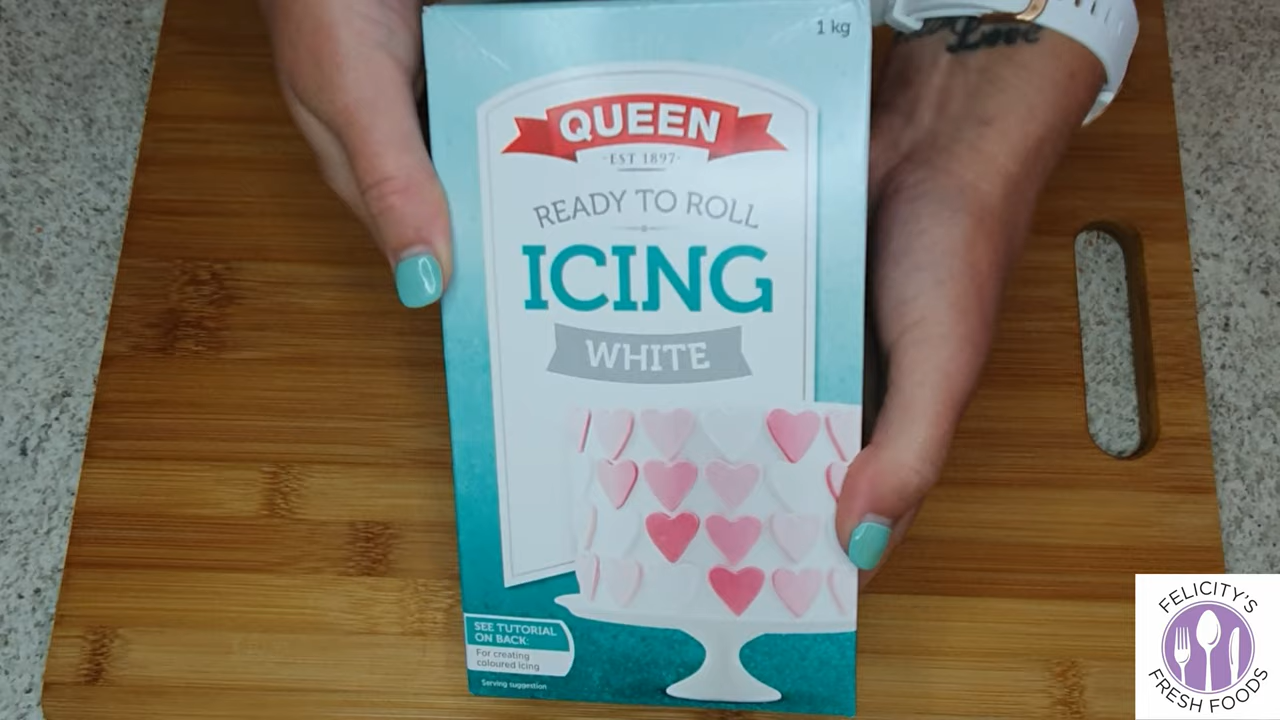 1 kg
QUEEN
·EST 1897·
READY TO ROLL
ICING
WHITE
SEE TUTORIAL
ON BACK:
For creating
coloured icing
Serving suggestion
Love
FELICITY'S
FRESH FOODS